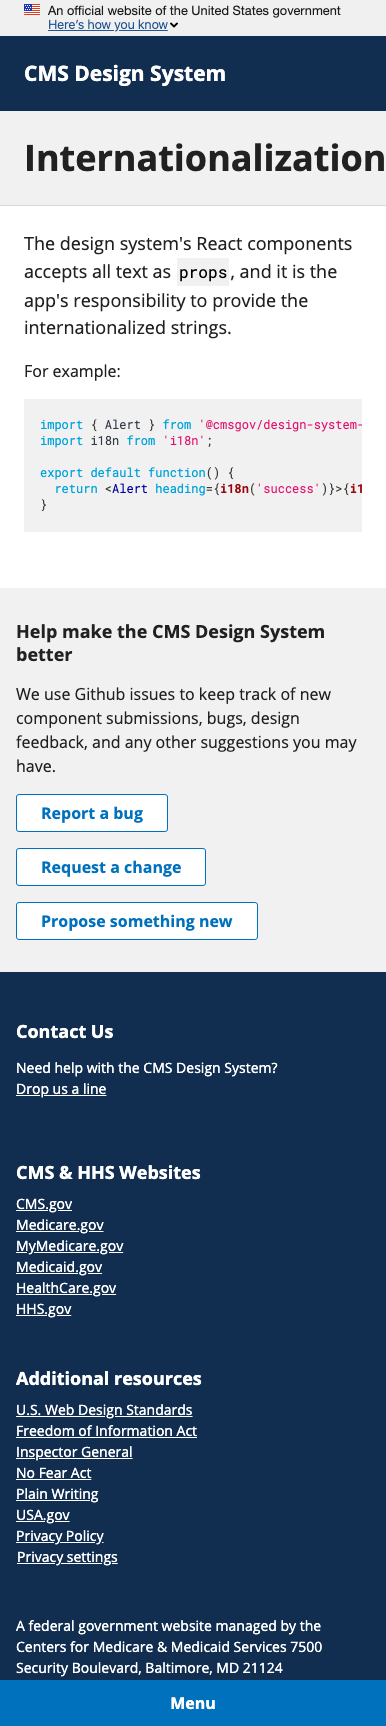 An official website of the United States government
Here's how you know
CMS Design System
Internationalization
The design system's React components
accepts all text as props, and it is the
app's responsibility to provide the
internationalized strings.
For example:
import { Alert } from '@cmsgov/design-system-
import i18n from 'i18n';
export default function() {
return <Alert heading={i18n('success')}>{i1
}
Help make the CMS Design System
better
We use Github issues to keep track of new
component submissions, bugs, design
feedback, and any other suggestions you may
have.
Report a bug
Request a change
Propose something new
Contact Us
Need help with the CMS Design System?
Drop us a line
CMS & HHS Websites
CMS.gov
Medicare.gov
MyMedicare.gov
Medicaid.gov
HealthCare.gov
HHS.gov
Additional resources
U.S. Web Design Standards
Freedom of Information Act
Inspector General
No Fear Act
Plain Writing
USA.gov
Privacy Policy
Privacy settings
A federal government website managed by the
Centers for Medicare & Medicaid Services 7500
Security Boulevard, Baltimore, MD 21124
Menu